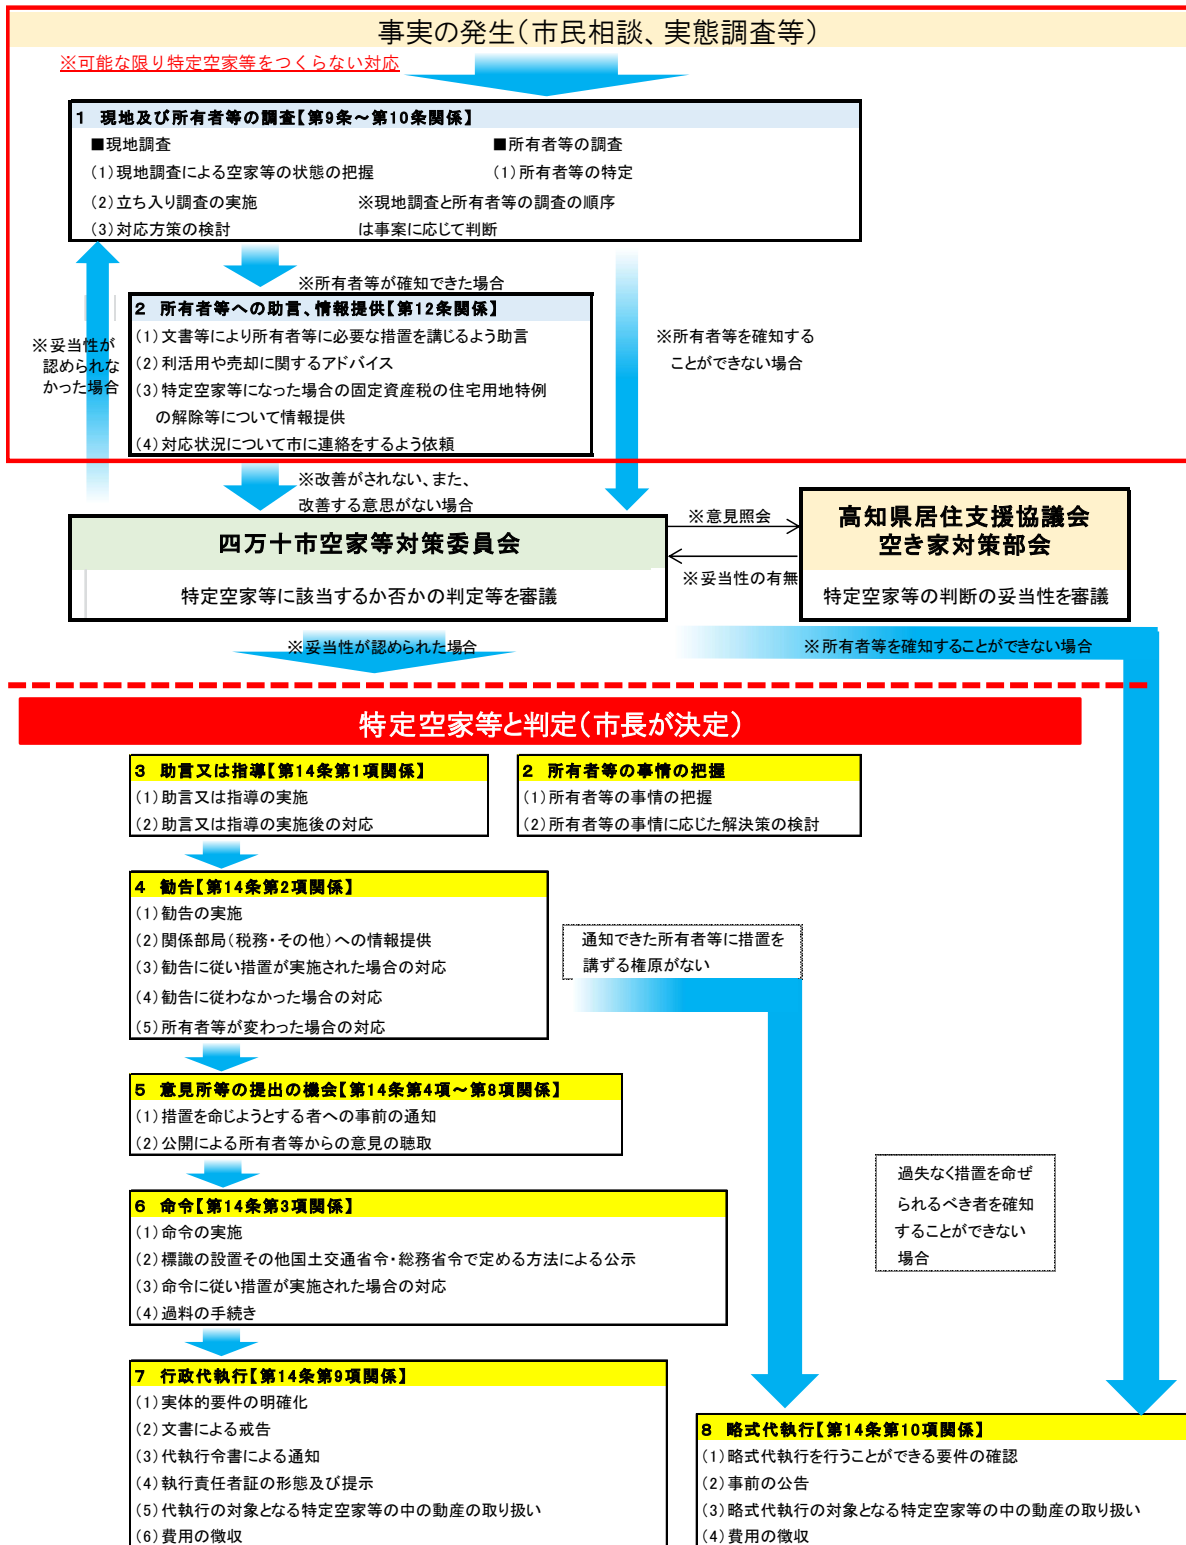 事実の発生（市民相談、実態調査等）
※可能な限り特定空家等をつくらない対応
１　現地及び所有者等の調査【第9条～第10条関係】
■現地調査
■所有者等の調査
（1）現地調査による空家等の状態の把握
（1）所有者等の特定
（2）立ち入り調査の実施
※現地調査と所有者等の調査の順序
（3）対応方策の検討
は事案に応じて判断
※所有者等が確知できた場合
２　所有者等への助言、情報提供【第12条関係】
（1）文書等により所有者等に必要な措置を講じるよう助言
（2）利活用や売却に関するアドバイス
（3）特定空家等になった場合の固定資産税の住宅用地特例
の解除等について情報提供
（4）対応状況について市に連絡をするよう依頼
※妥当性が
認められな
かった場合
※所有者等を確知する
ことができない場合
※改善がされない、また、
改善する意思がない場合
四万十市空家等対策委員会
特定空家等に該当するか否かの判定等を審議
※意見照会
※妥当性の有無
高知県居住支援協議会
空き家対策部会
特定空家等の判断の妥当性を審議
※妥当性が認められた場合
※所有者等を確知することができない場合
特定空家等と判定（市長が決定）
３　助言又は指導【第14条第1項関係】
（1）助言又は指導の実施
（2）助言又は指導の実施後の対応
２　所有者等の事情の把握
（1）所有者等の事情の把握
（2）所有者等の事情に応じた解決策の検討
４　勧告【第14条第2項関係】
（1）勧告の実施
（2）関係部局（税務・その他）への情報提供
（3）勧告に従い措置が実施された場合の対応
（4）勧告に従わなかった場合の対応
（5）所有者等が変わった場合の対応
通知できた所有者等に措置を
講ずる権原がない
５　意見所等の提出の機会【第14条第4項～第8項関係】
（1）措置を命じようとする者への事前の通知
（2）公開による所有者等からの意見の聴取
過失なく措置を命ぜ
られるべき者を確知
することができない
場合
６　命令【第14条第3項関係】
（1）命令の実施
（2）標識の設置その他国土交通省令・総務省令で定める方法による公示
（3）命令に従い措置が実施された場合の対応
（4）過料の手続き
７　行政代執行【第14条第9項関係】
（1）実体的要件の明確化
（2）文書による戒告
（3）代執行令書による通知
（4）執行責任者証の形態及び提示
（5）代執行の対象となる特定空家等の中の動産の取り扱い
（6）費用の徴収
８　略式代執行【第14条第10項関係】
（1）略式代執行を行うことができる要件の確認
（2）事前の公告
（3）略式代執行の対象となる特定空家等の中の動産の取り扱い
（4）費用の徴収